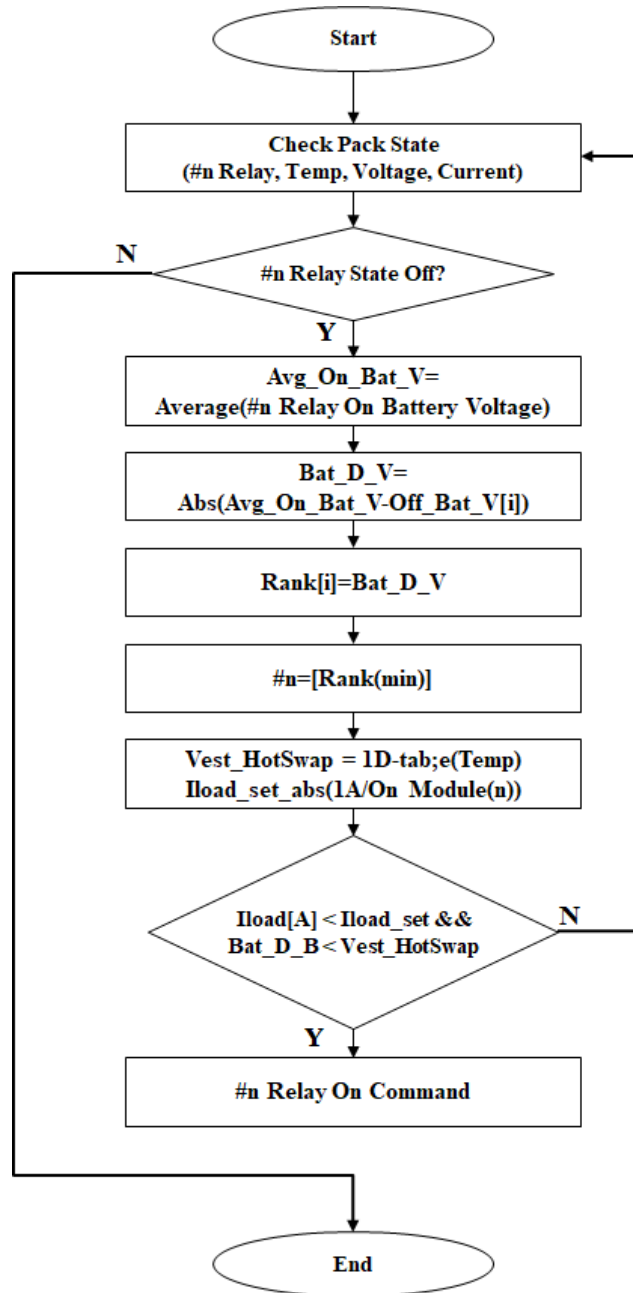 Start
Check Pack State
(#n Relay, Temp, Voltage, Current)
N
#n Relay State Off?
Y
Avg_On_Bat_V=
Average(#n Relay On Battery Voltage)
Bat_D_V=
Abs(Avg_On_Bat_V-Off_Bat_V[i])
Rank[i]=Bat_D_V
#n=[Rank(min)]
Vest_HotSwap = 1D-tab;e(Temp)
Iload_set_abs(1A/On Module(n))
Iload[A] < Iload_set &&
Bat_D_B < Vest_HotSwap
N
Y
#n Relay On Command
End